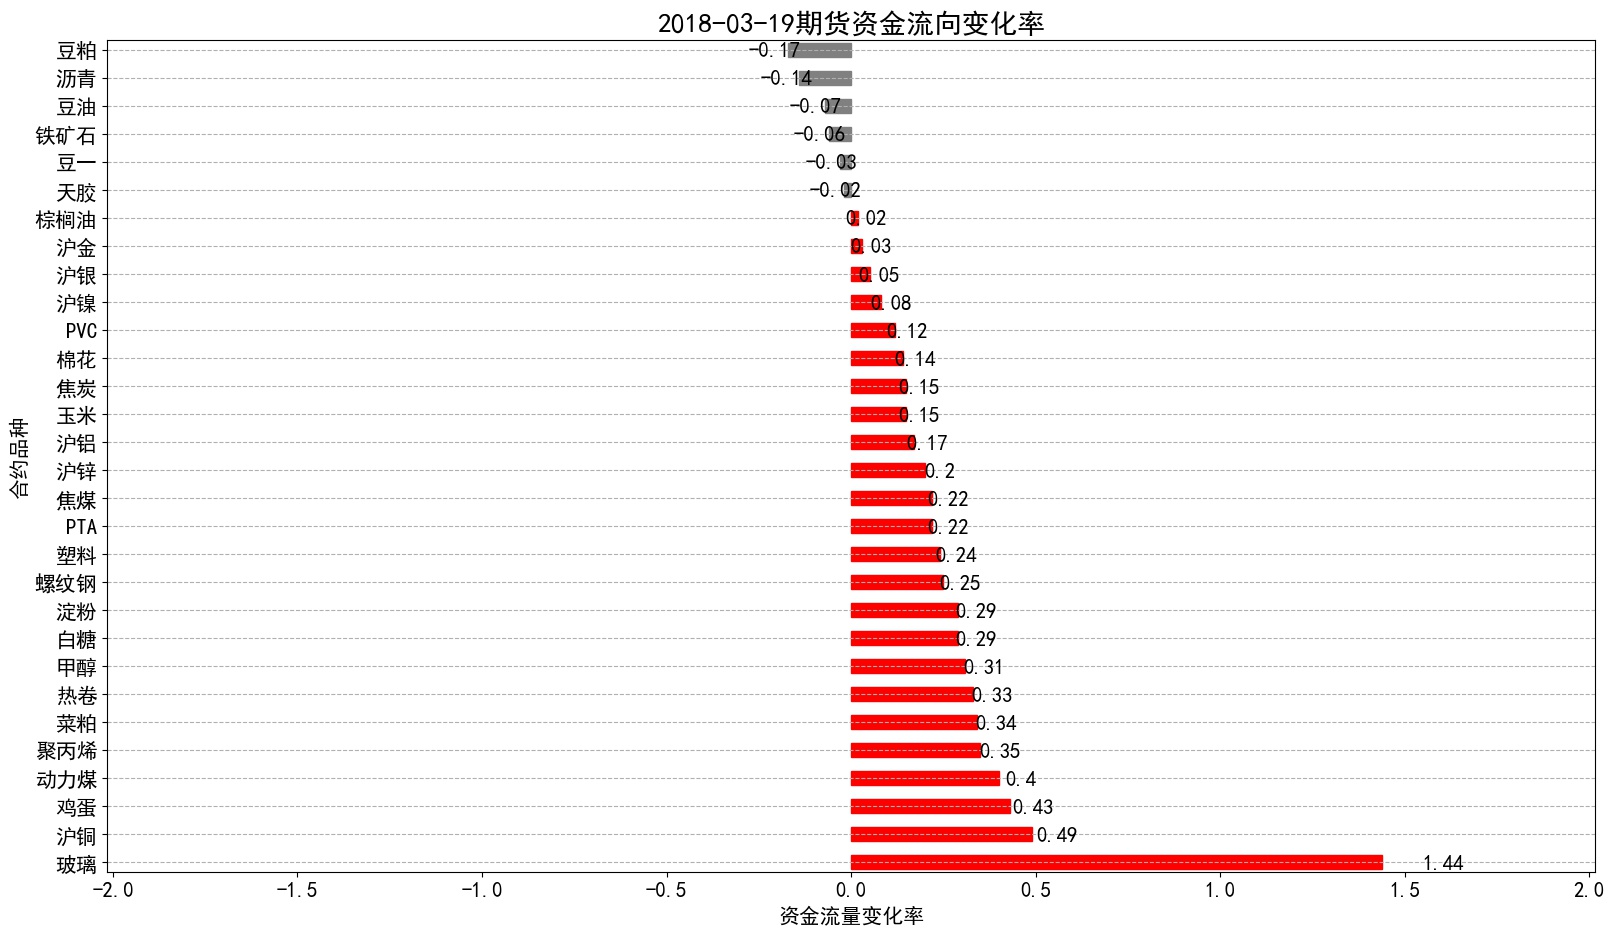 2018-03-19期货资金流向变化率
合约品种
豆粕 -0.17
沥青 -0.14
豆油 -0.07
铁矿石 -0.06
豆一 -0.03
天胶 -0.02
棕榈油 0.02
沪金 0.03
沪银 0.05
沪镍 0.08
PVC 0.12
棉花 0.14
焦炭 0.15
玉米 0.15
沪铝 0.17
沪锌 0.2
焦煤 0.22
PTA 0.22
塑料 0.24
螺纹钢 0.25
淀粉 0.29
白糖 0.29
甲醇 0.31
热卷 0.33
菜粕 0.34
聚丙烯 0.35
动力煤 0.4
鸡蛋 0.43
沪铜 0.49
玻璃 1.44
-2.0 -1.5 -1.0 -0.5 0.0 0.5 1.0 1.5 2.0
资金流量变化率